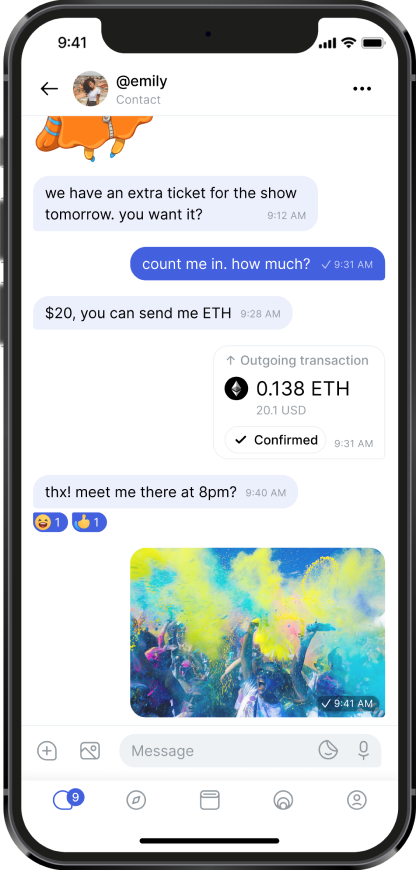 9:41
@emily
Contact
we have an extra ticket for the show
tomorrow. you want it? 9:12 AM
count me in. how much? 9:31 AM
$20, you can send me ETH 9:28 AM
↑ Outgoing transaction
0.138 ETH
20.1 USD
Confirmed 9:31 AM
thx! meet me there at 8pm? 9:40 AM
1 1
9:41 AM
Message
9